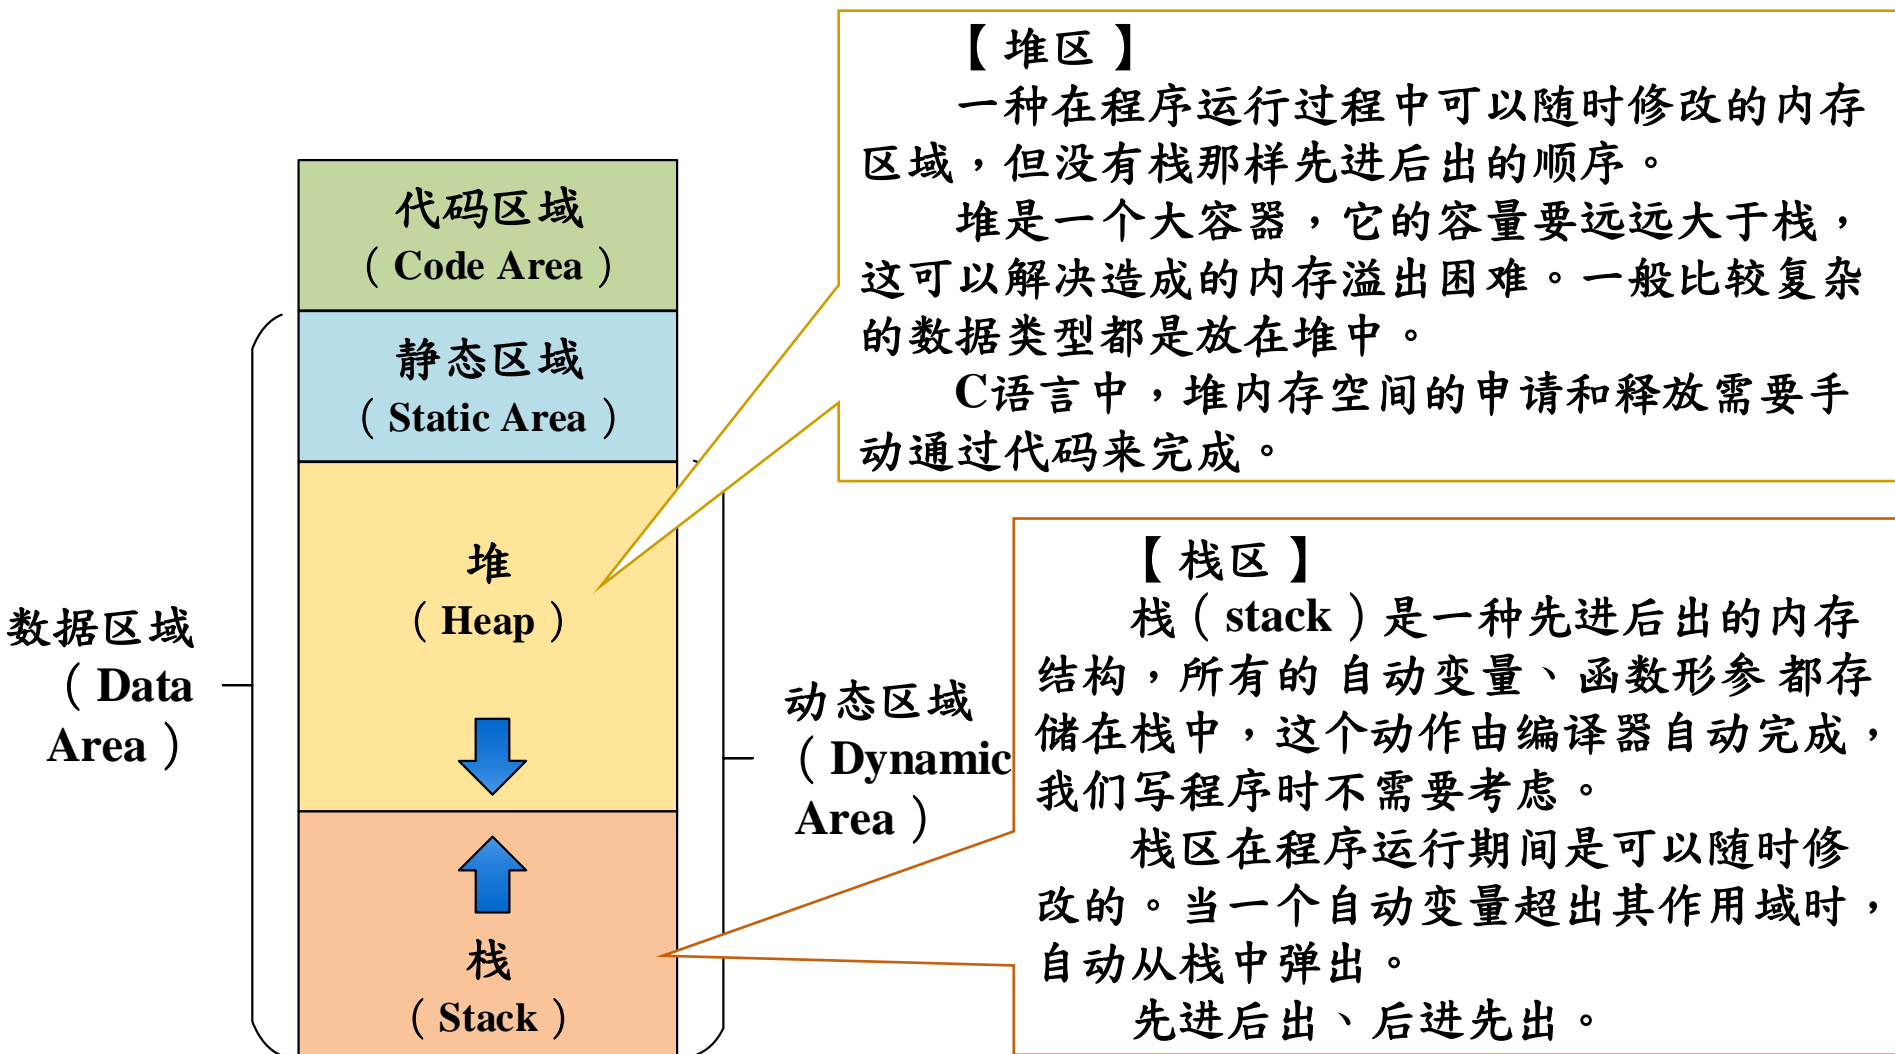 【堆区】
一种在程序运行过程中可以随时修改的内存
区域，但没有栈那样先进后出的顺序。
堆是一个大容器，它的容量要远远大于栈，
这可以解决造成的内存溢出困难。一般比较复杂
的数据类型都是放在堆中。
C语言中，堆内存空间的申请和释放需要手
动通过代码来完成。
代码区域
（Code Area）
静态区域
（Static Area）
堆
（Heap）
栈
（Stack）
数据区域
（Data
Area）
动态区域
（Dynamic
Area）
【栈区】
栈（stack）是一种先进后出的内存
结构，所有的 自动变量、函数形参 都存
储在栈中，这个动作由编译器自动完成，
我们写程序时不需要考虑。
栈区在程序运行期间是可以随时修
改的。当一个自动变量超出其作用域时，
自动从栈中弹出。
先进后出、后进先出。